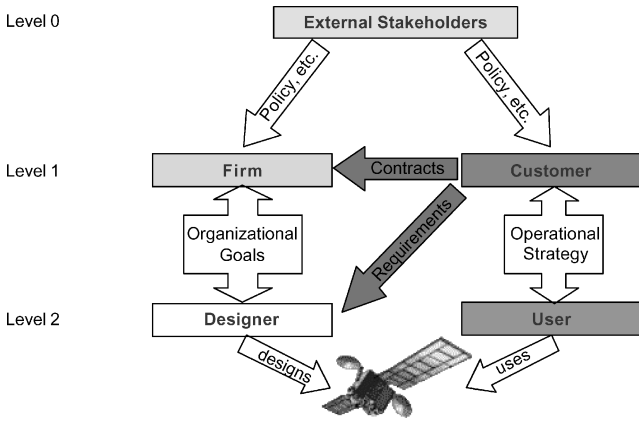 Level 0
External Stakeholders
Policy, etc.
Policy, etc.
Level 1
Firm
Contracts
Customer
Organizational
Goals
Requirements
Operational
Strategy
Level 2
Designer
User
designs
uses